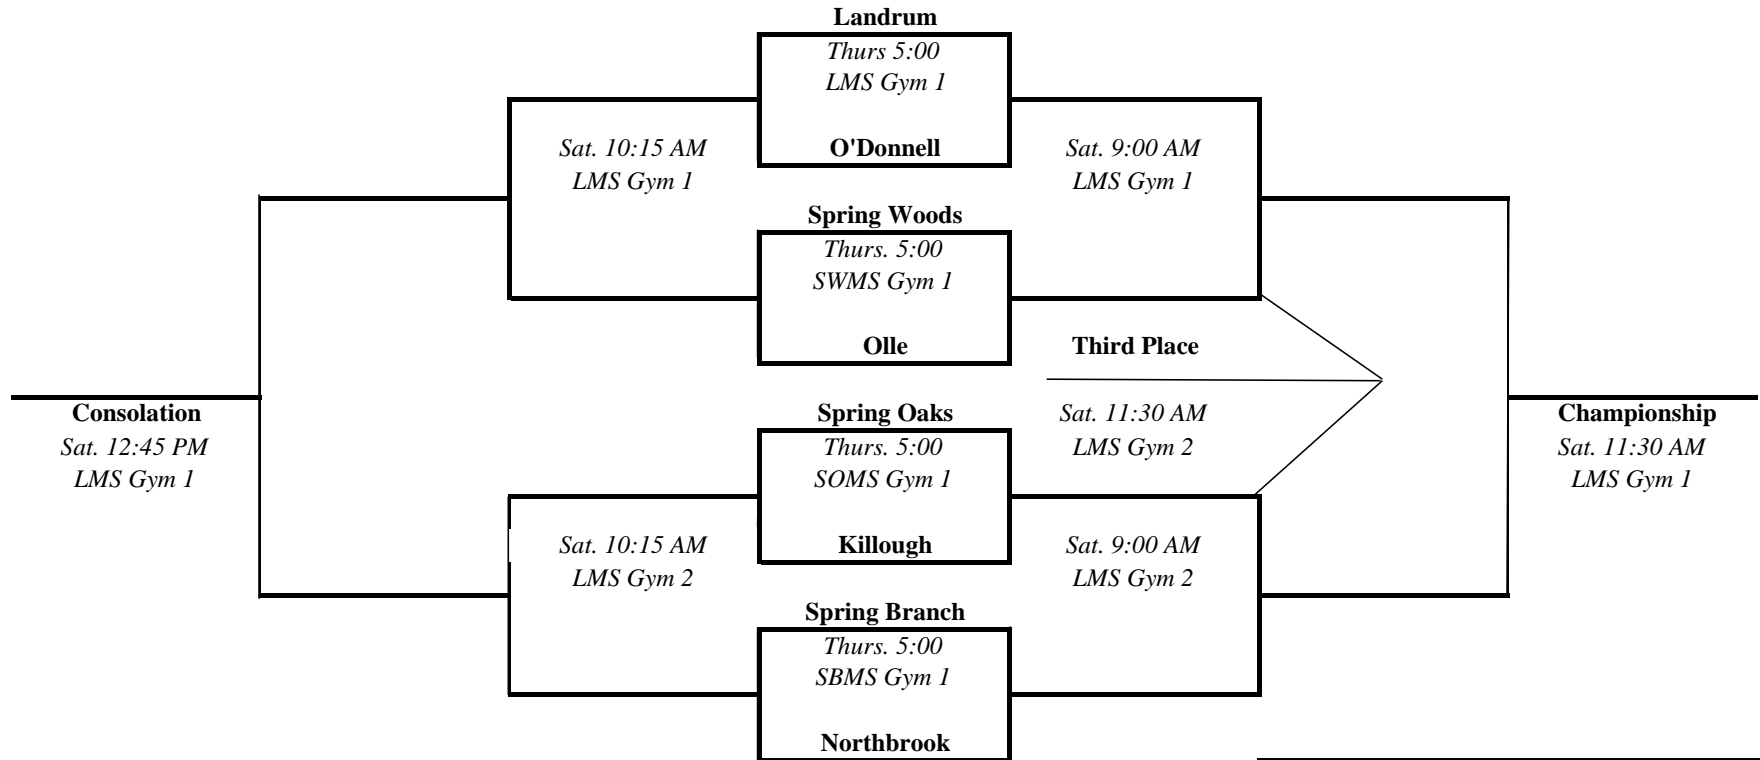 Landrum
Thurs 5:00
LMS Gym 1
Sat. 10:15 AM
O'Donnell
Sat. 9:00 AM
LMS Gym 1
LMS Gym 1
Spring Woods
Thurs. 5:00
SWMS Gym 1
Olle
Third Place
Consolation
Spring Oaks
Sat. 11:30 AM
Championship
Sat. 12:45 PM
Thurs. 5:00
LMS Gym 2
Sat. 11:30 AM
LMS Gym 1
SOMS Gym 1
LMS Gym 1
Sat. 10:15 AM
Killough
Sat. 9:00 AM
LMS Gym 2
LMS Gym 2
Spring Branch
Thurs. 5:00
SBMS Gym 1
Northbrook